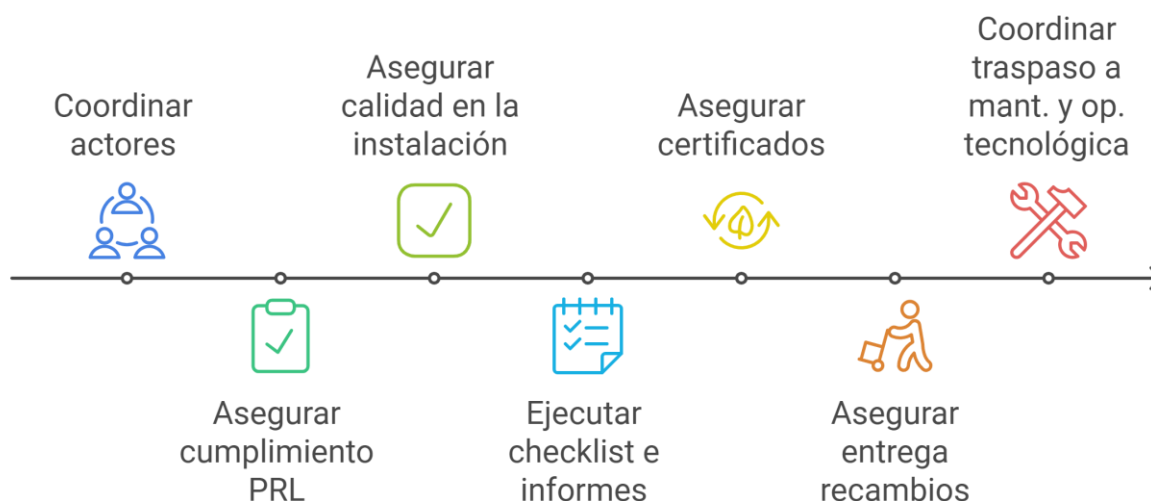 Coordinar
actores
Asegurar
cumplimiento
PRL
Asegurar
calidad en la
instalación
Ejecutar
checklist e
informes
Asegurar
certificados
Asegurar
entrega
recambios
Coordinar
traspaso a
mant. y op.
tecnológica